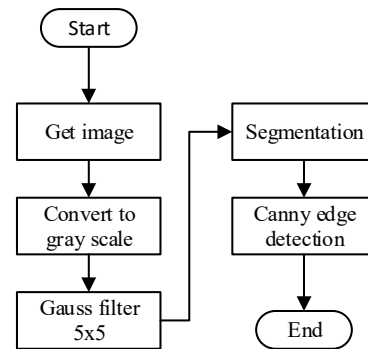 Start
Get image
Convert to
gray scale
Gauss filter
5x5
Segmentation
Canny edge
detection
End